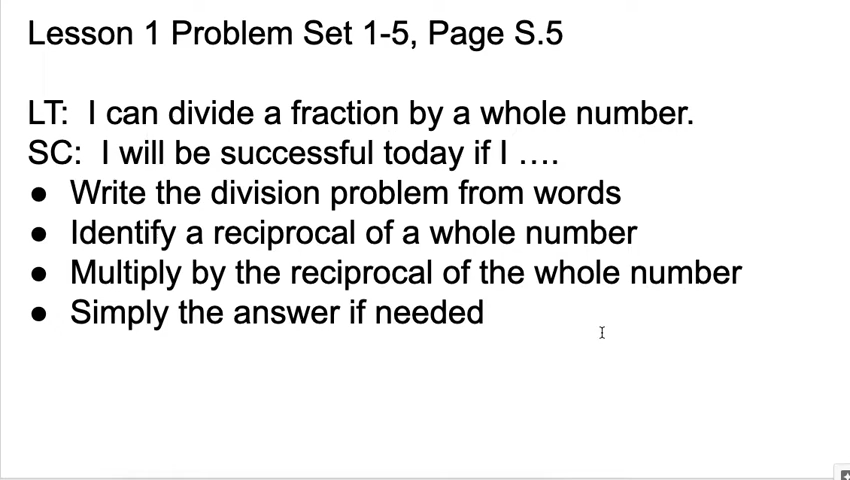 Lesson 1 Problem Set 1-5, Page S.5
LT:  I can divide a fraction by a whole number.
SC:  I will be successful today if I ….
● Write the division problem from words
● Identify a reciprocal of a whole number
● Multiply by the reciprocal of the whole number
● Simply the answer if needed